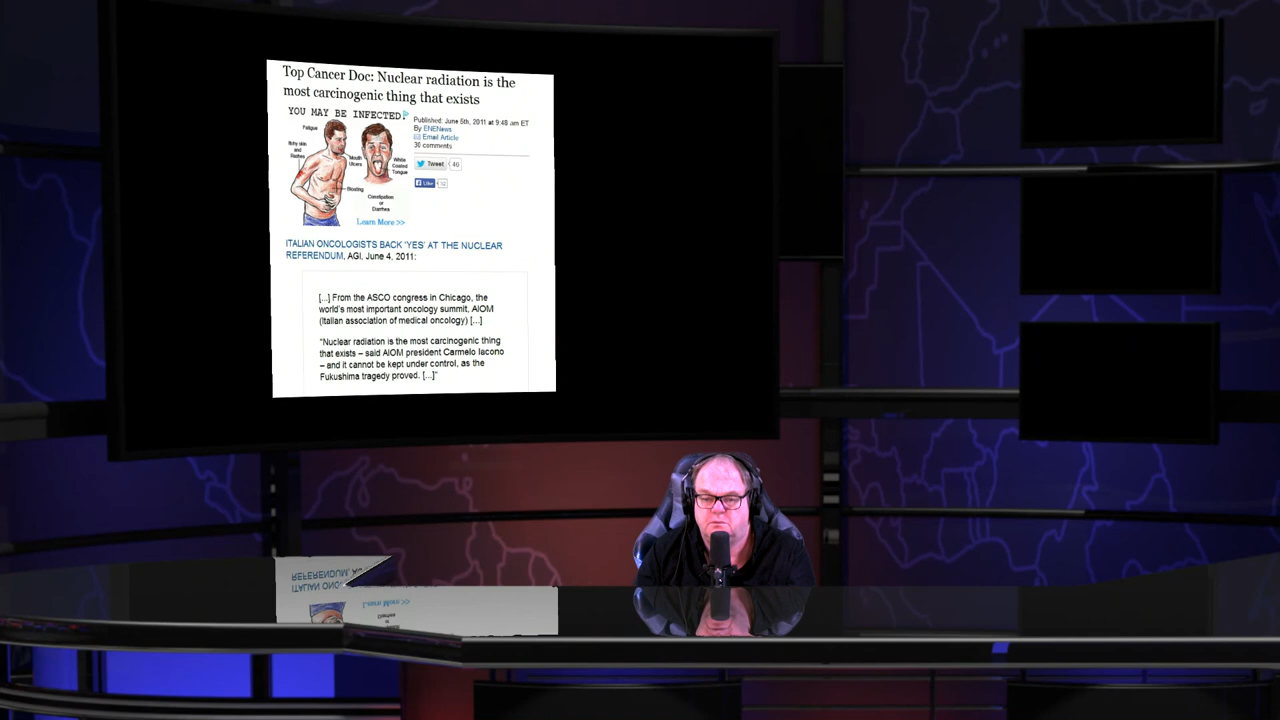 Top Cancer Doc: Nuclear radiation is the
most carcinogenic thing that exists
YOU MAY BE INFECTED!
Fatigue
Itchy skin
and
Rashes
Mouth
Ulcers
White
Coated
Tongue
Bloating
Constipation
or
Diarrhea
Learn More >>
Published: June 5th, 2011 at 9:48 am ET
By ENENews
Email Article
30 comments
Tweet 46
Like
ITALIAN ONCOLOGISTS BACK 'YES' AT THE NUCLEAR
REFERENDUM, AGI, June 4, 2011:
[...] From the ASCO congress in Chicago, the
world's most important oncology summit, AIOM
(Italian association of medical oncology) [...]
"Nuclear radiation is the most carcinogenic thing
that exists – said AIOM president Carmelo Iacono
– and it cannot be kept under control, as the
Fukushima tragedy proved. [...]"